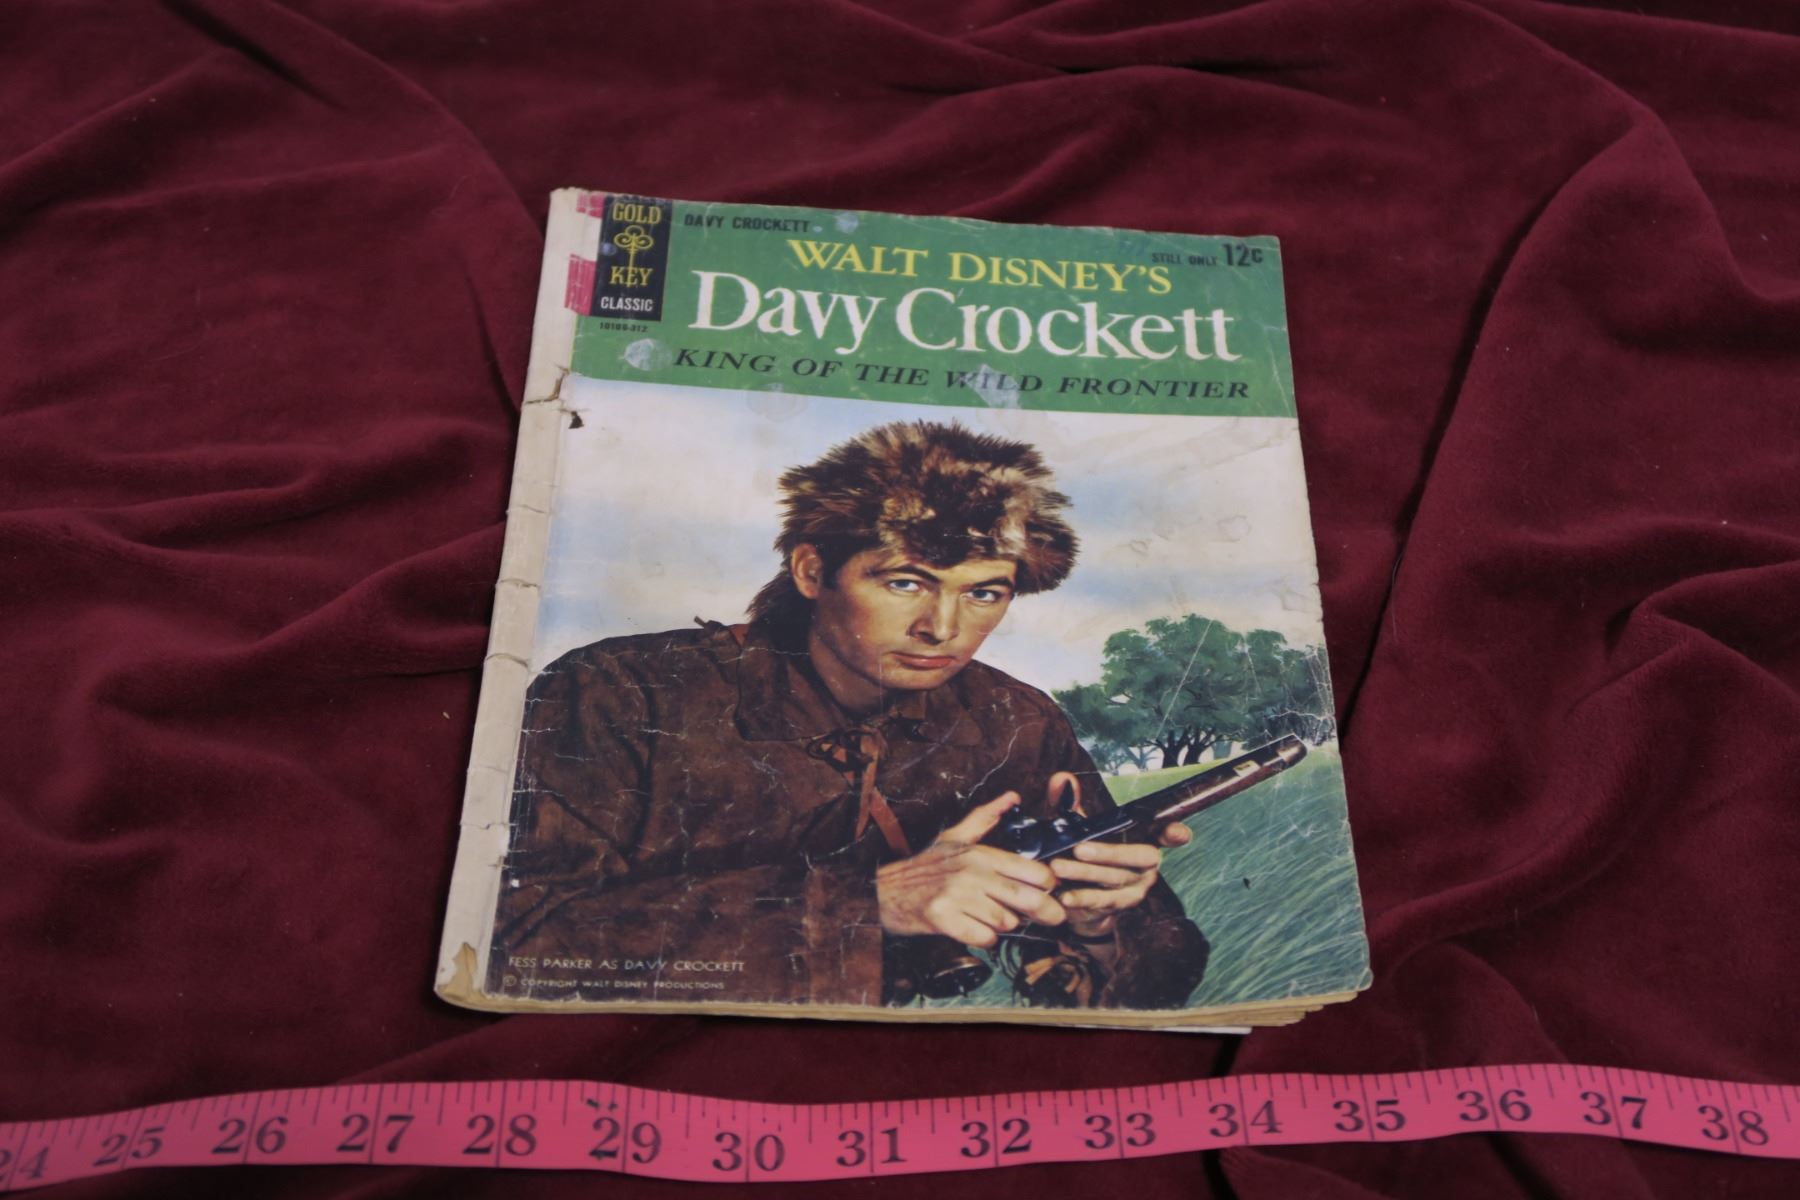 GOLD
KEY
CLASSIC
10106-312
DAVY CROCKETT
STILL ONLY 12¢
WALT DISNEY'S
Davy Crockett
KING OF THE WILD FRONTIER
FESS PARKER AS DAVY CROCKETT
© COPYRIGHT WALT DISNEY PRODUCTIONS
24 25 26 27 28 29 30 31 32 33 34 35 36 37 38